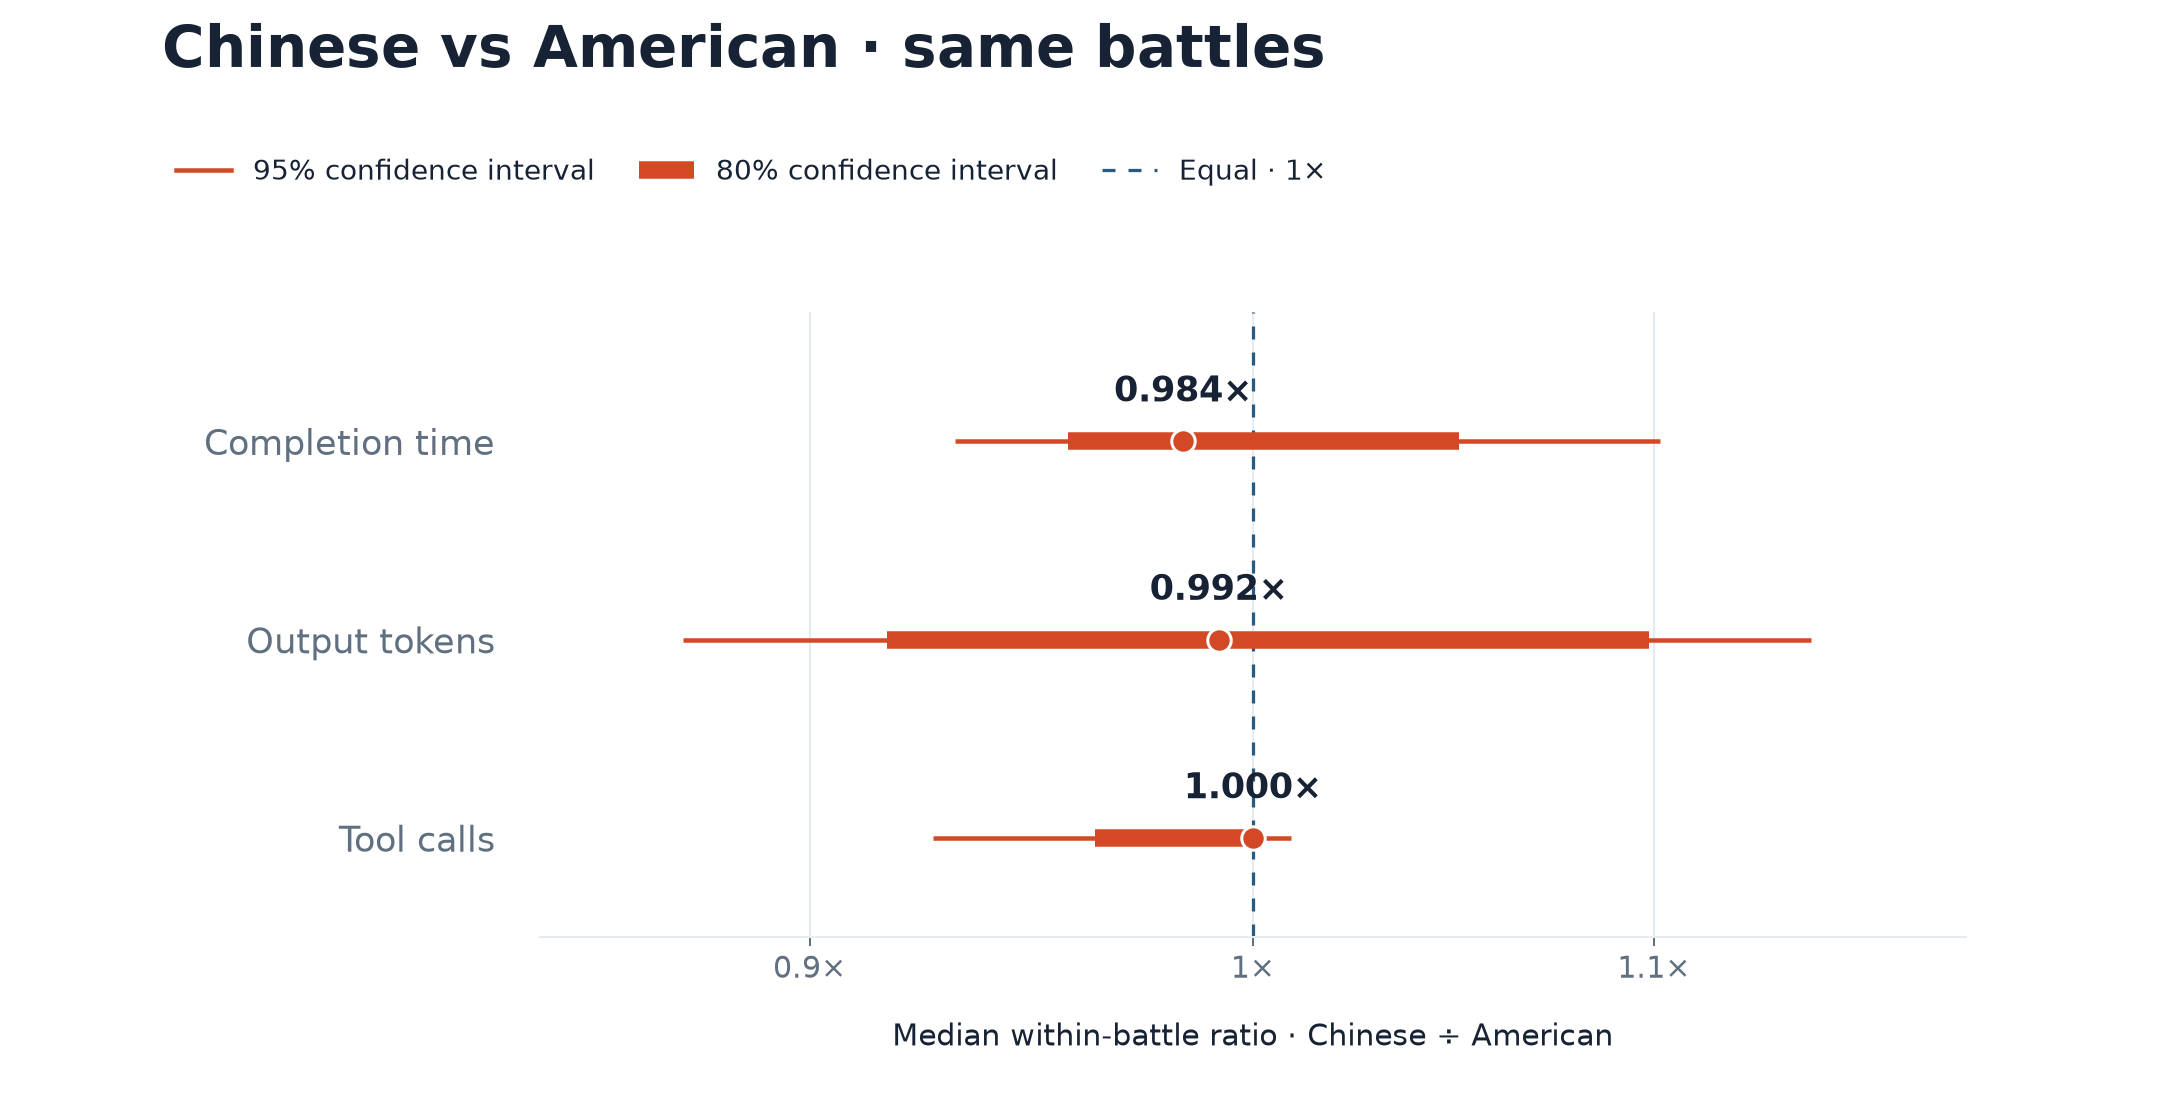 Chinese vs American · same battles
95% confidence interval
80% confidence interval
Equal · 1×
0.984×
Completion time
0.992×
Output tokens
1.000×
Tool calls
0.9×
1×
1.1×
Median within-battle ratio · Chinese ÷ American